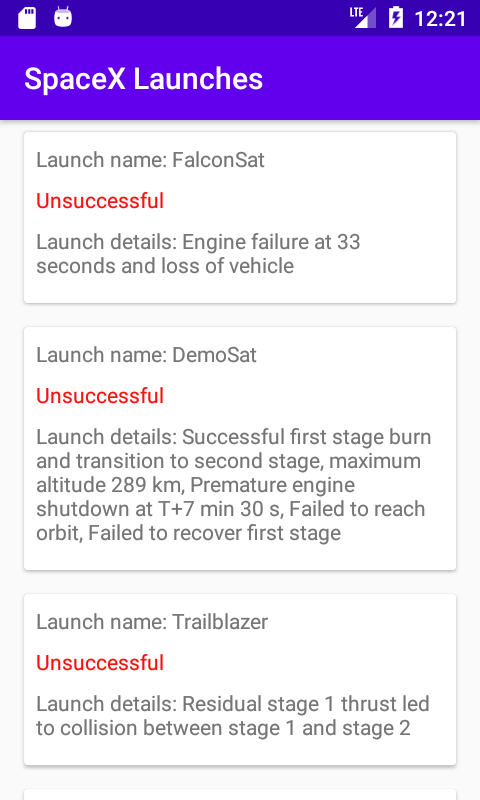 LTE 12:21
SpaceX Launches
Launch name: FalconSat
Unsuccessful
Launch details: Engine failure at 33
seconds and loss of vehicle
Launch name: DemoSat
Unsuccessful
Launch details: Successful first stage burn
and transition to second stage, maximum
altitude 289 km, Premature engine
shutdown at T+7 min 30 s, Failed to reach
orbit, Failed to recover first stage
Launch name: Trailblazer
Unsuccessful
Launch details: Residual stage 1 thrust led
to collision between stage 1 and stage 2